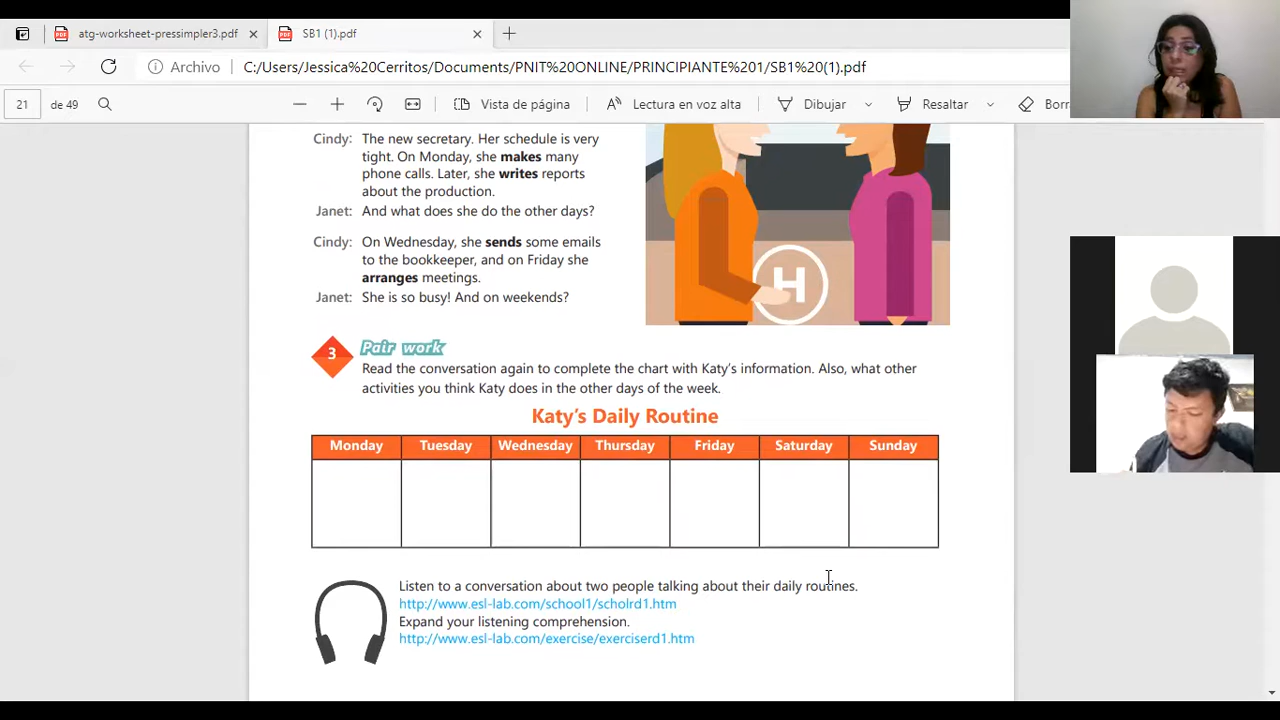 atg-worksheet-pressimpler3.pdf
SB1 (1).pdf
Archivo
C:/Users/Jessica%20Cerritos/Documents/PNIT%20ONLINE/PRINCIPIANTE%201/SB1%20(1).pdf
21 de 49
Vista de página
Lectura en voz alta
Dibujar
Resaltar
Borr
Cindy: The new secretary. Her schedule is very
tight. On Monday, she makes many
phone calls. Later, she writes reports
about the production.
Janet: And what does she do the other days?
Cindy: On Wednesday, she sends some emails
to the bookkeeper, and on Friday she
arranges meetings.
Janet: She is so busy! And on weekends?
H
3
Pair work
Read the conversation again to complete the chart with Katy's information. Also, what other
activities you think Katy does in the other days of the week.
Katy's Daily Routine
Monday Tuesday Wednesday Thursday Friday Saturday Sunday
Listen to a conversation about two people talking about their daily routines.
http://www.esl-lab.com/school1/scholrd1.htm
Expand your listening comprehension.
http://www.esl-lab.com/exercise/exerciserd1.htm